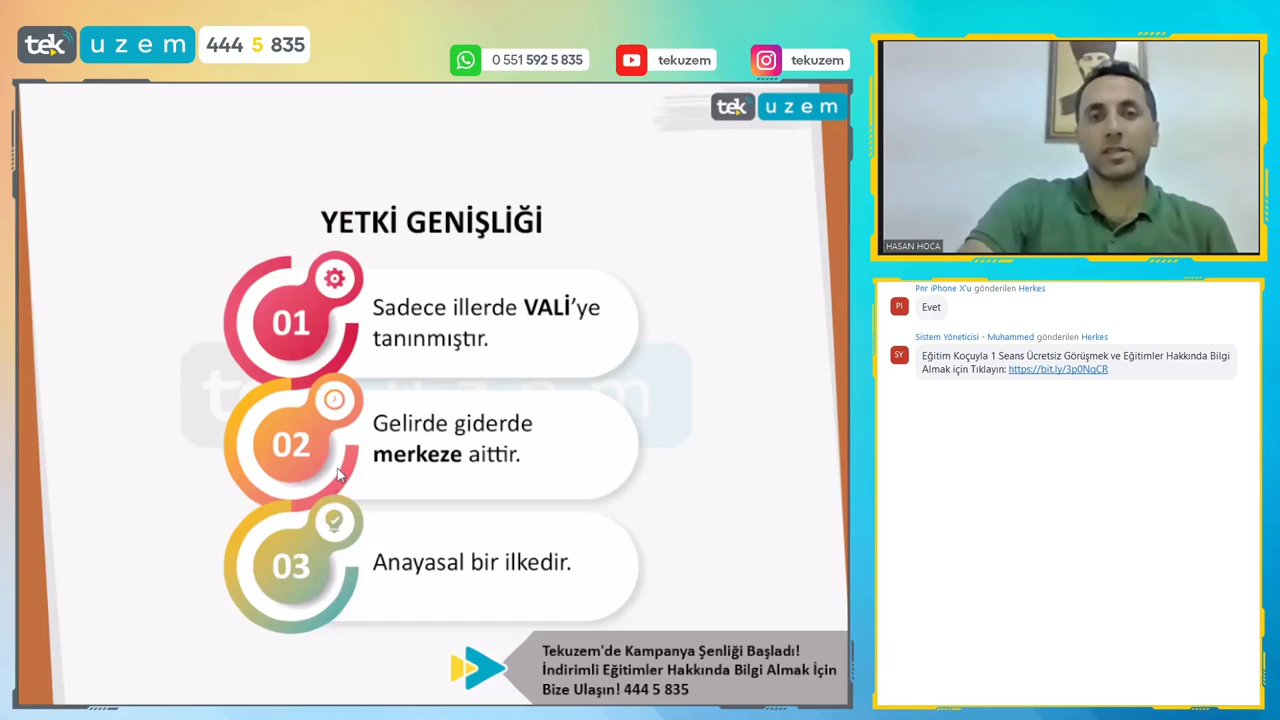 tek uzem 444 5 835
0 551 592 5 835
tekuzem
tekuzem
tek uzem
YETKİ GENİŞLİĞİ
01
Sadece illerde VALİ’ye
tanınmıştır.
02
Gelirde giderde
merkeze aittir.
03
Anayasal bir ilkedir.
Tekuzem'de Kampanya Şenliği Başladı!
İndirimli Eğitimler Hakkında Bilgi Almak İçin
Bize Ulaşın! 444 5 835
HASAN HOCA
Pnr iPhone X'u gönderilen Herkes
PI
Evet
Sistem Yöneticisi - Muhammed gönderilen Herkes
SY
Eğitim Koçuyla 1 Seans Ücretsiz Görüşmek ve Eğitimler Hakkında Bilgi
Almak için Tıklayın: https://bit.ly/3p0NqCR